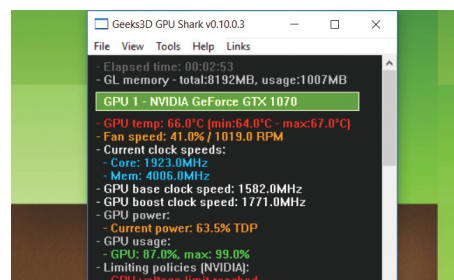 Geeks3D GPU Shark v0.10.0.3
File View Tools Help Links
- Elapsed time: 00:02:53
- GL memory - total:8192MB, usage:1007MB
GPU 1 - NVIDIA GeForce GTX 1070
- GPU temp: 66.0°C (min:64.0°C - max:67.0°C)
- Fan speed: 41.0% / 1019.0 RPM
- Current clock speeds:
- Core: 1923.0MHz
- Mem: 4006.0MHz
- GPU base clock speed: 1582.0MHz
- GPU boost clock speed: 1771.0MHz
- GPU power:
- Current power: 63.5% TDP
- GPU usage:
- GPU: 87.0%, max: 99.0%
- Limiting policies (NVIDIA):
- GPU voltage limit reached